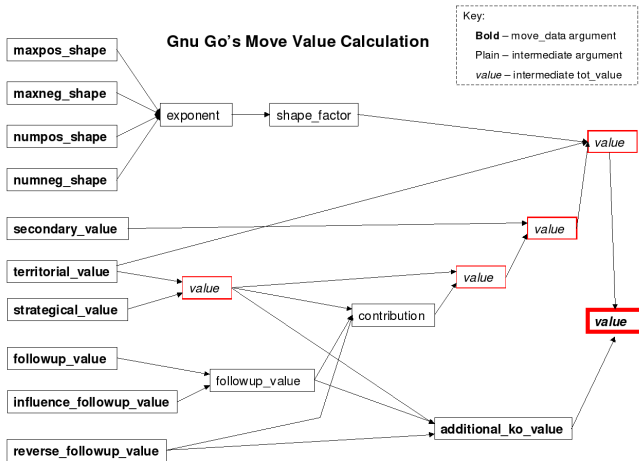 Key:
Bold – move_data argument
Plain – intermediate argument
value – intermediate tot_value
Gnu Go's Move Value Calculation
maxpos_shape
maxneg_shape
exponent
shape_factor
numpos_shape
value
numneg_shape
secondary_value
value
territorial_value
value
value
strategical_value
contribution
value
followup_value
followup_value
influence_followup_value
additional_ko_value
reverse_followup_value